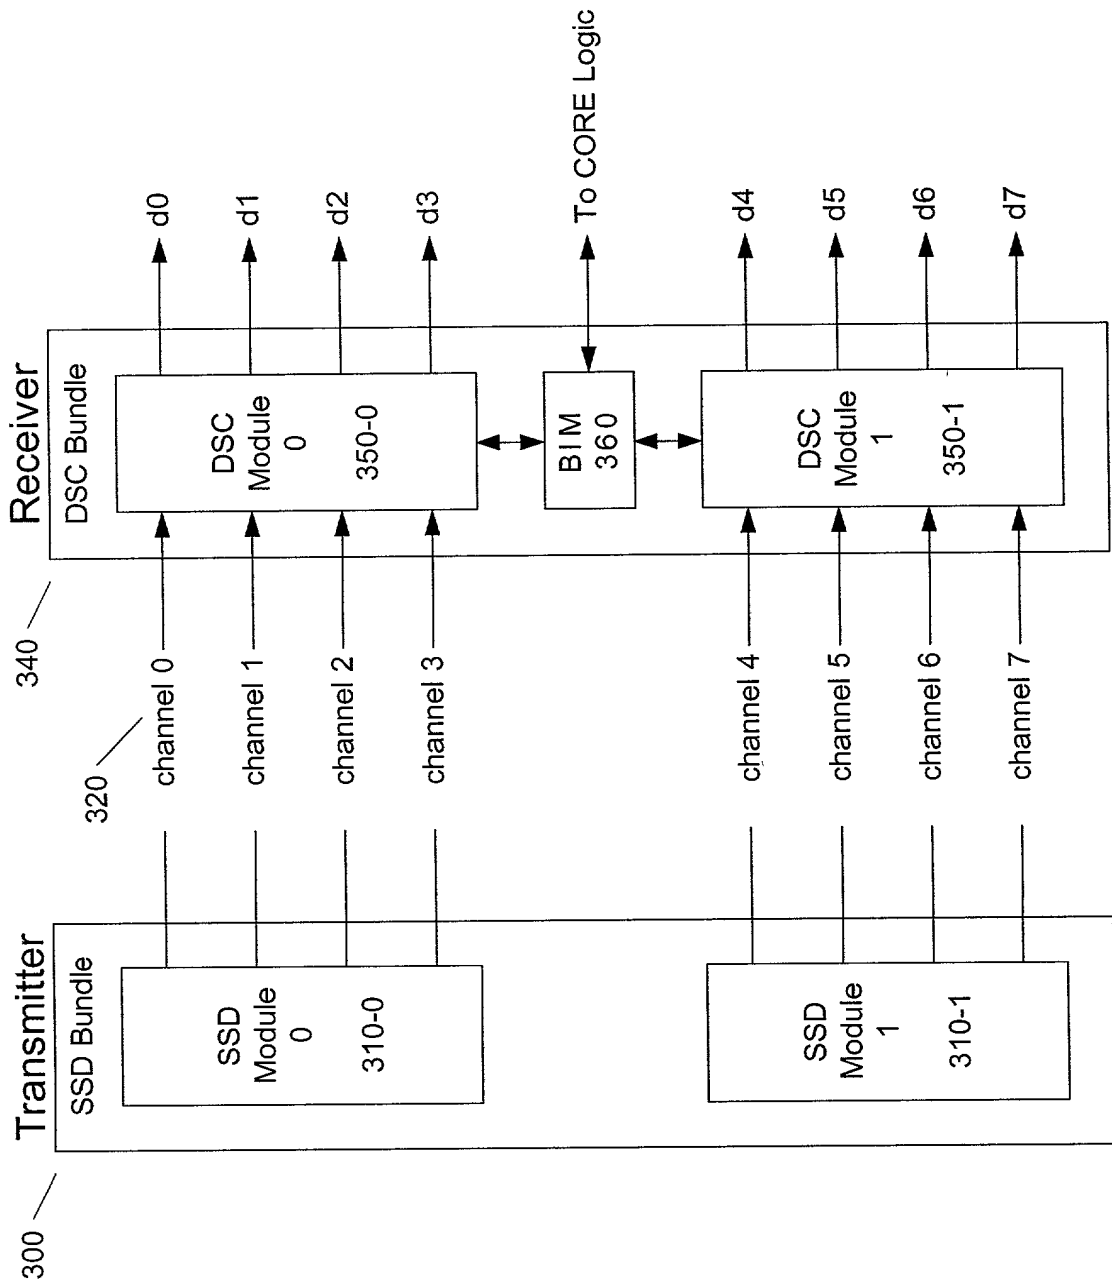 Transmitter
Receiver
300
SSD Bundle
320
340
DSC Bundle
SSD
Module
0
310-0
channel 0
channel 1
channel 2
channel 3
DSC
Module
0
350-0
d0
d1
d2
d3
BIM
360
To CORE Logic
SSD
Module
1
310-1
channel 4
channel 5
channel 6
channel 7
DSC
Module
1
350-1
d4
d5
d6
d7